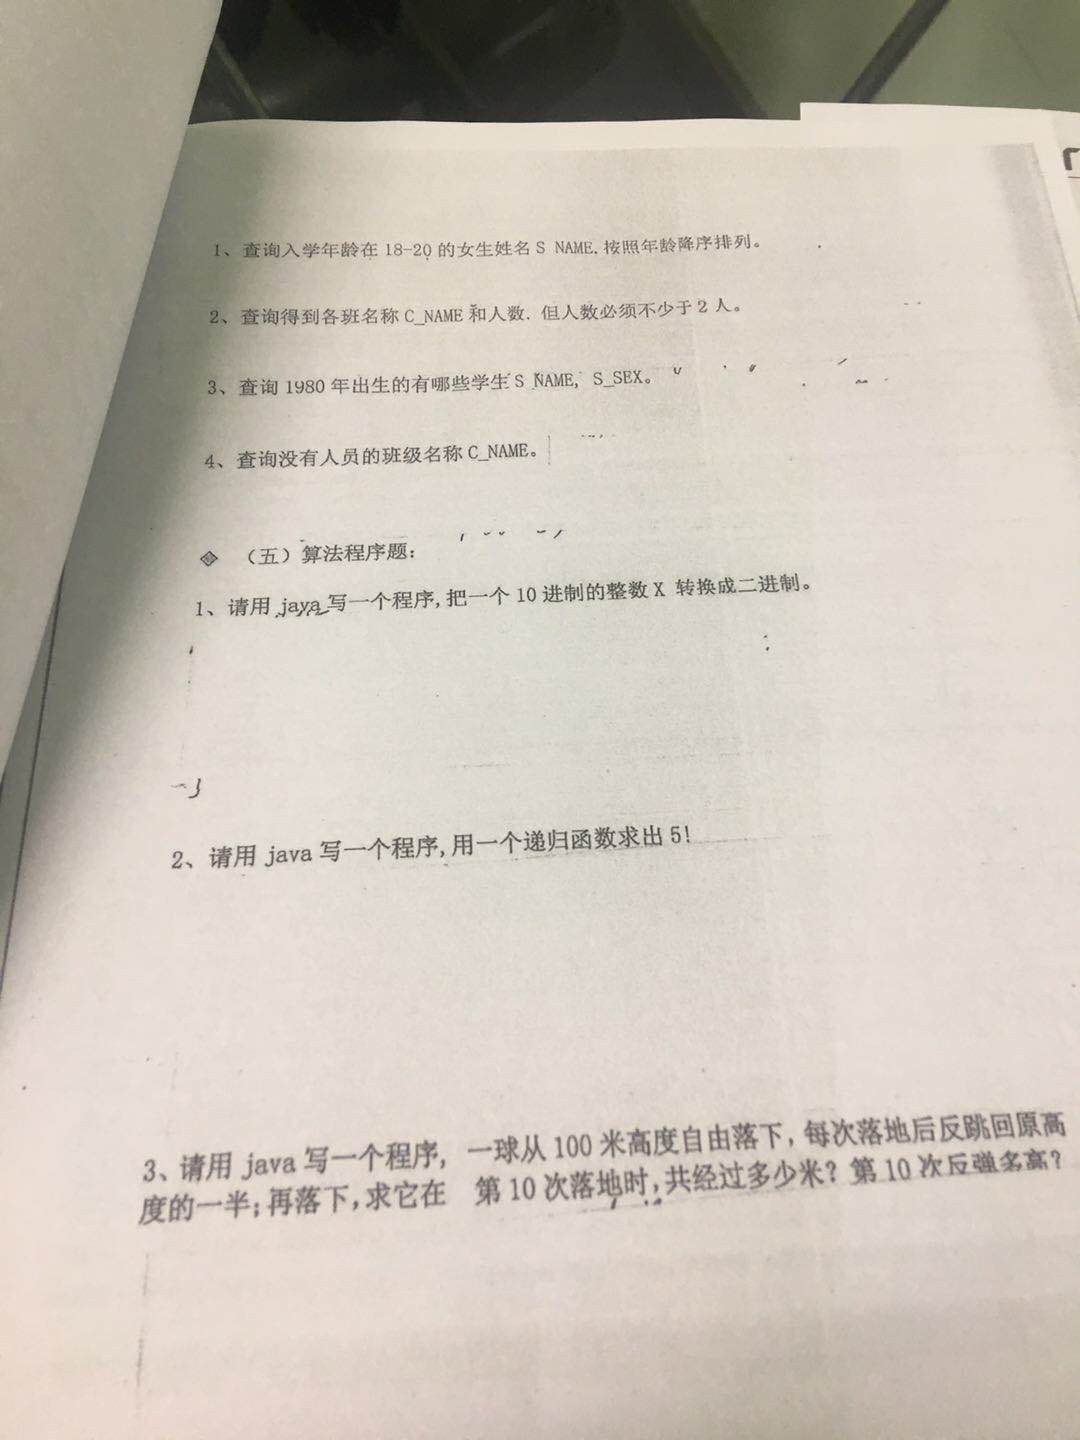 1、查询入学年龄在 18-20 的女生姓名 S NAME.按照年龄降序排列。
2、查询得到各班名称 C_NAME 和人数. 但人数必须不少于 2 人。
3、查询 1980 年出生的有哪些学生 S NAME, S_SEX。
4、查询没有人员的班级名称 C_NAME。
（五）算法程序题:
1、请用 java 写一个程序,把一个 10 进制的整数 X 转换成二进制。
2、请用 java 写一个程序,用一个递归函数求出 5!
3、请用 java 写一个程序, 一球从 100 米高度自由落下,每次落地后反跳回原高
度的一半;再落下,求它在 第 10 次落地时,共经过多少米? 第 10 次反弹多高?